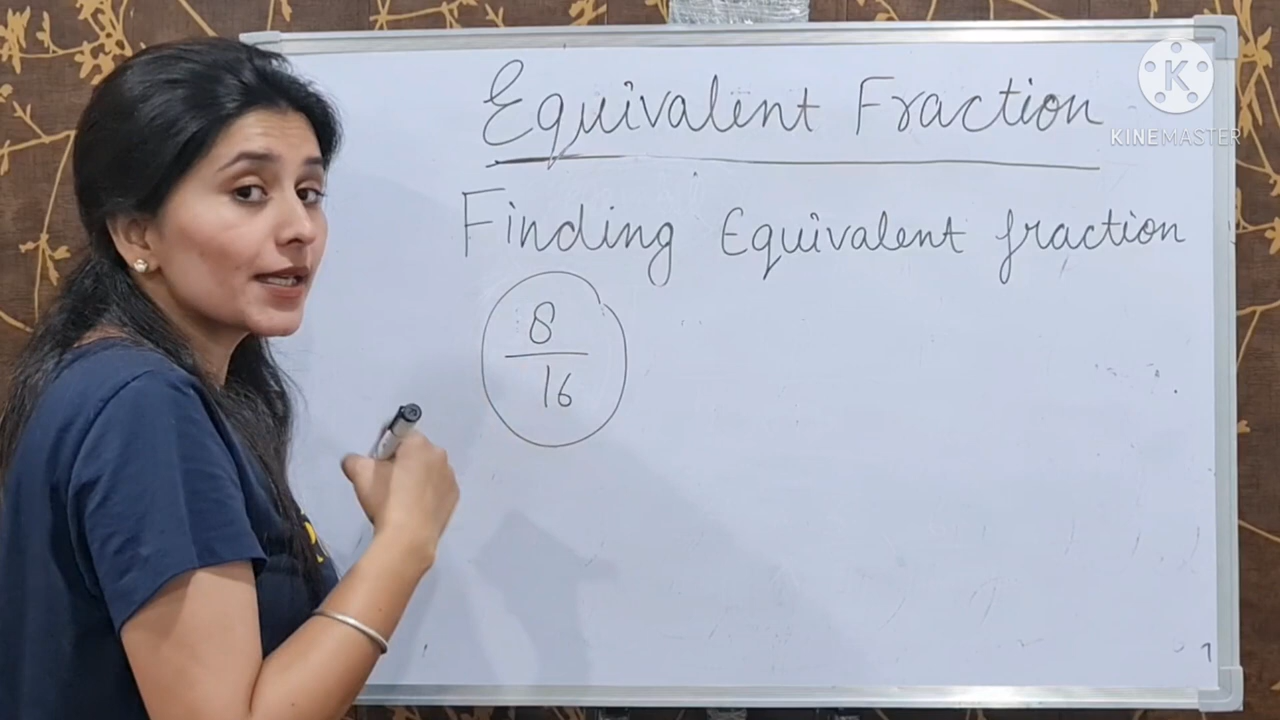 Equivalent Fraction
K
KINEMASTER
Finding Equivalent fraction
8
16